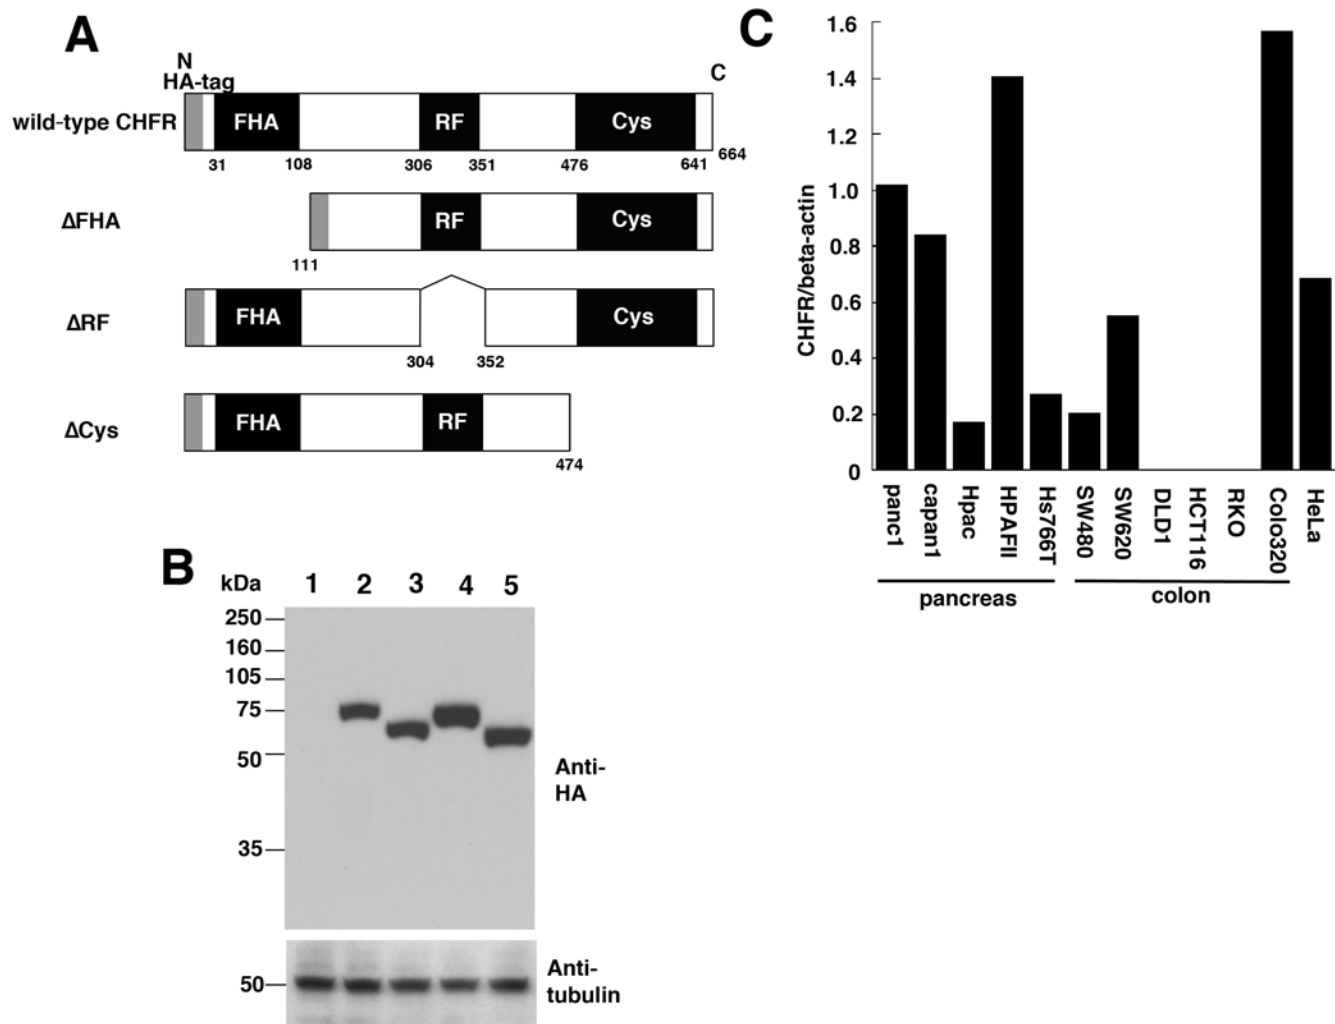 A
N
HA-tag
C
wild-type CHFR
FHA
RF
Cys
31 108 306 351 476 641 664
ΔFHA
RF
Cys
111
ΔRF
FHA
Cys
304 352
ΔCys
FHA
RF
474
B
kDa 1 2 3 4 5
250
160
105
75
50
35
Anti-
HA
50
Anti-
tubulin
C
CHFR/beta-actin
1.6
1.4
1.2
1.0
0.8
0.6
0.4
0.2
0
panc1
capan1
Hpac
HPAFII
Hs766T
SW480
SW620
DLD1
HCT116
RKO
Colo320
HeLa
pancreas
colon